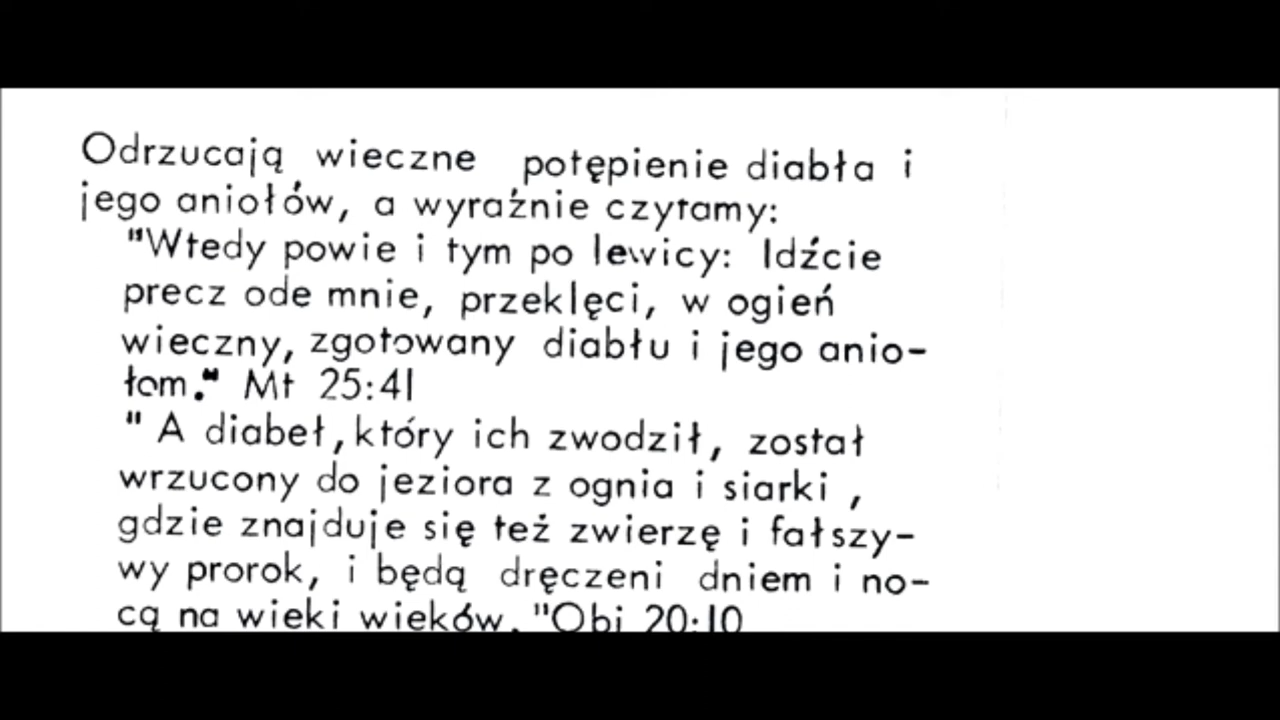 Odrzucają wieczne potępienie diabła i
jego aniołów, a wyraźnie czytamy:
"Wtedy powie i tym po lewicy: Idźcie
precz ode mnie, przeklęci, w ogień
wieczny, zgotowany diabłu i jego anio-
łom." Mt 25:41
" A diabeł, który ich zwodził, został
wrzucony do jeziora z ognia i siarki ,
gdzie znajduje się też zwierzę i fałszy-
wy prorok, i będą dręczeni dniem i no-
cą na wieki wieków. "Obj 20:10